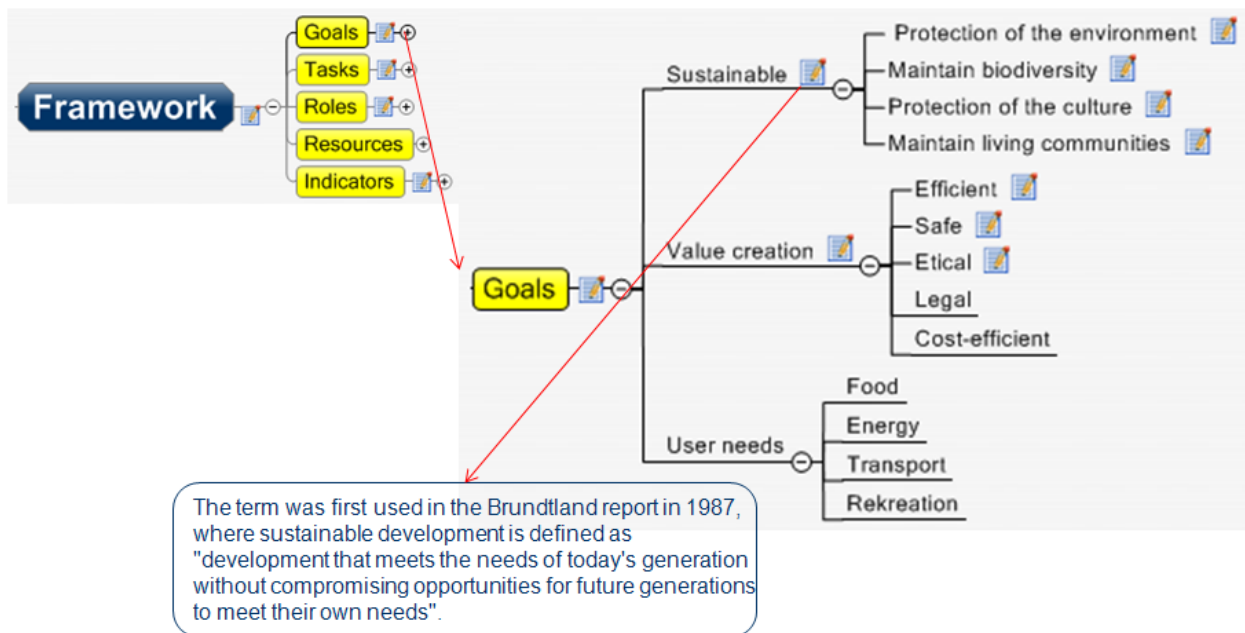 Framework
Goals
Tasks
Roles
Resources
Indicators
Goals
Sustainable
Protection of the environment
Maintain biodiversity
Protection of the culture
Maintain living communities
Value creation
Efficient
Safe
Etical
Legal
Cost-efficient
User needs
Food
Energy
Transport
Rekreation
The term was first used in the Brundtland report in 1987,
where sustainable development is defined as
"development that meets the needs of today's generation
without compromising opportunities for future generations
to meet their own needs".